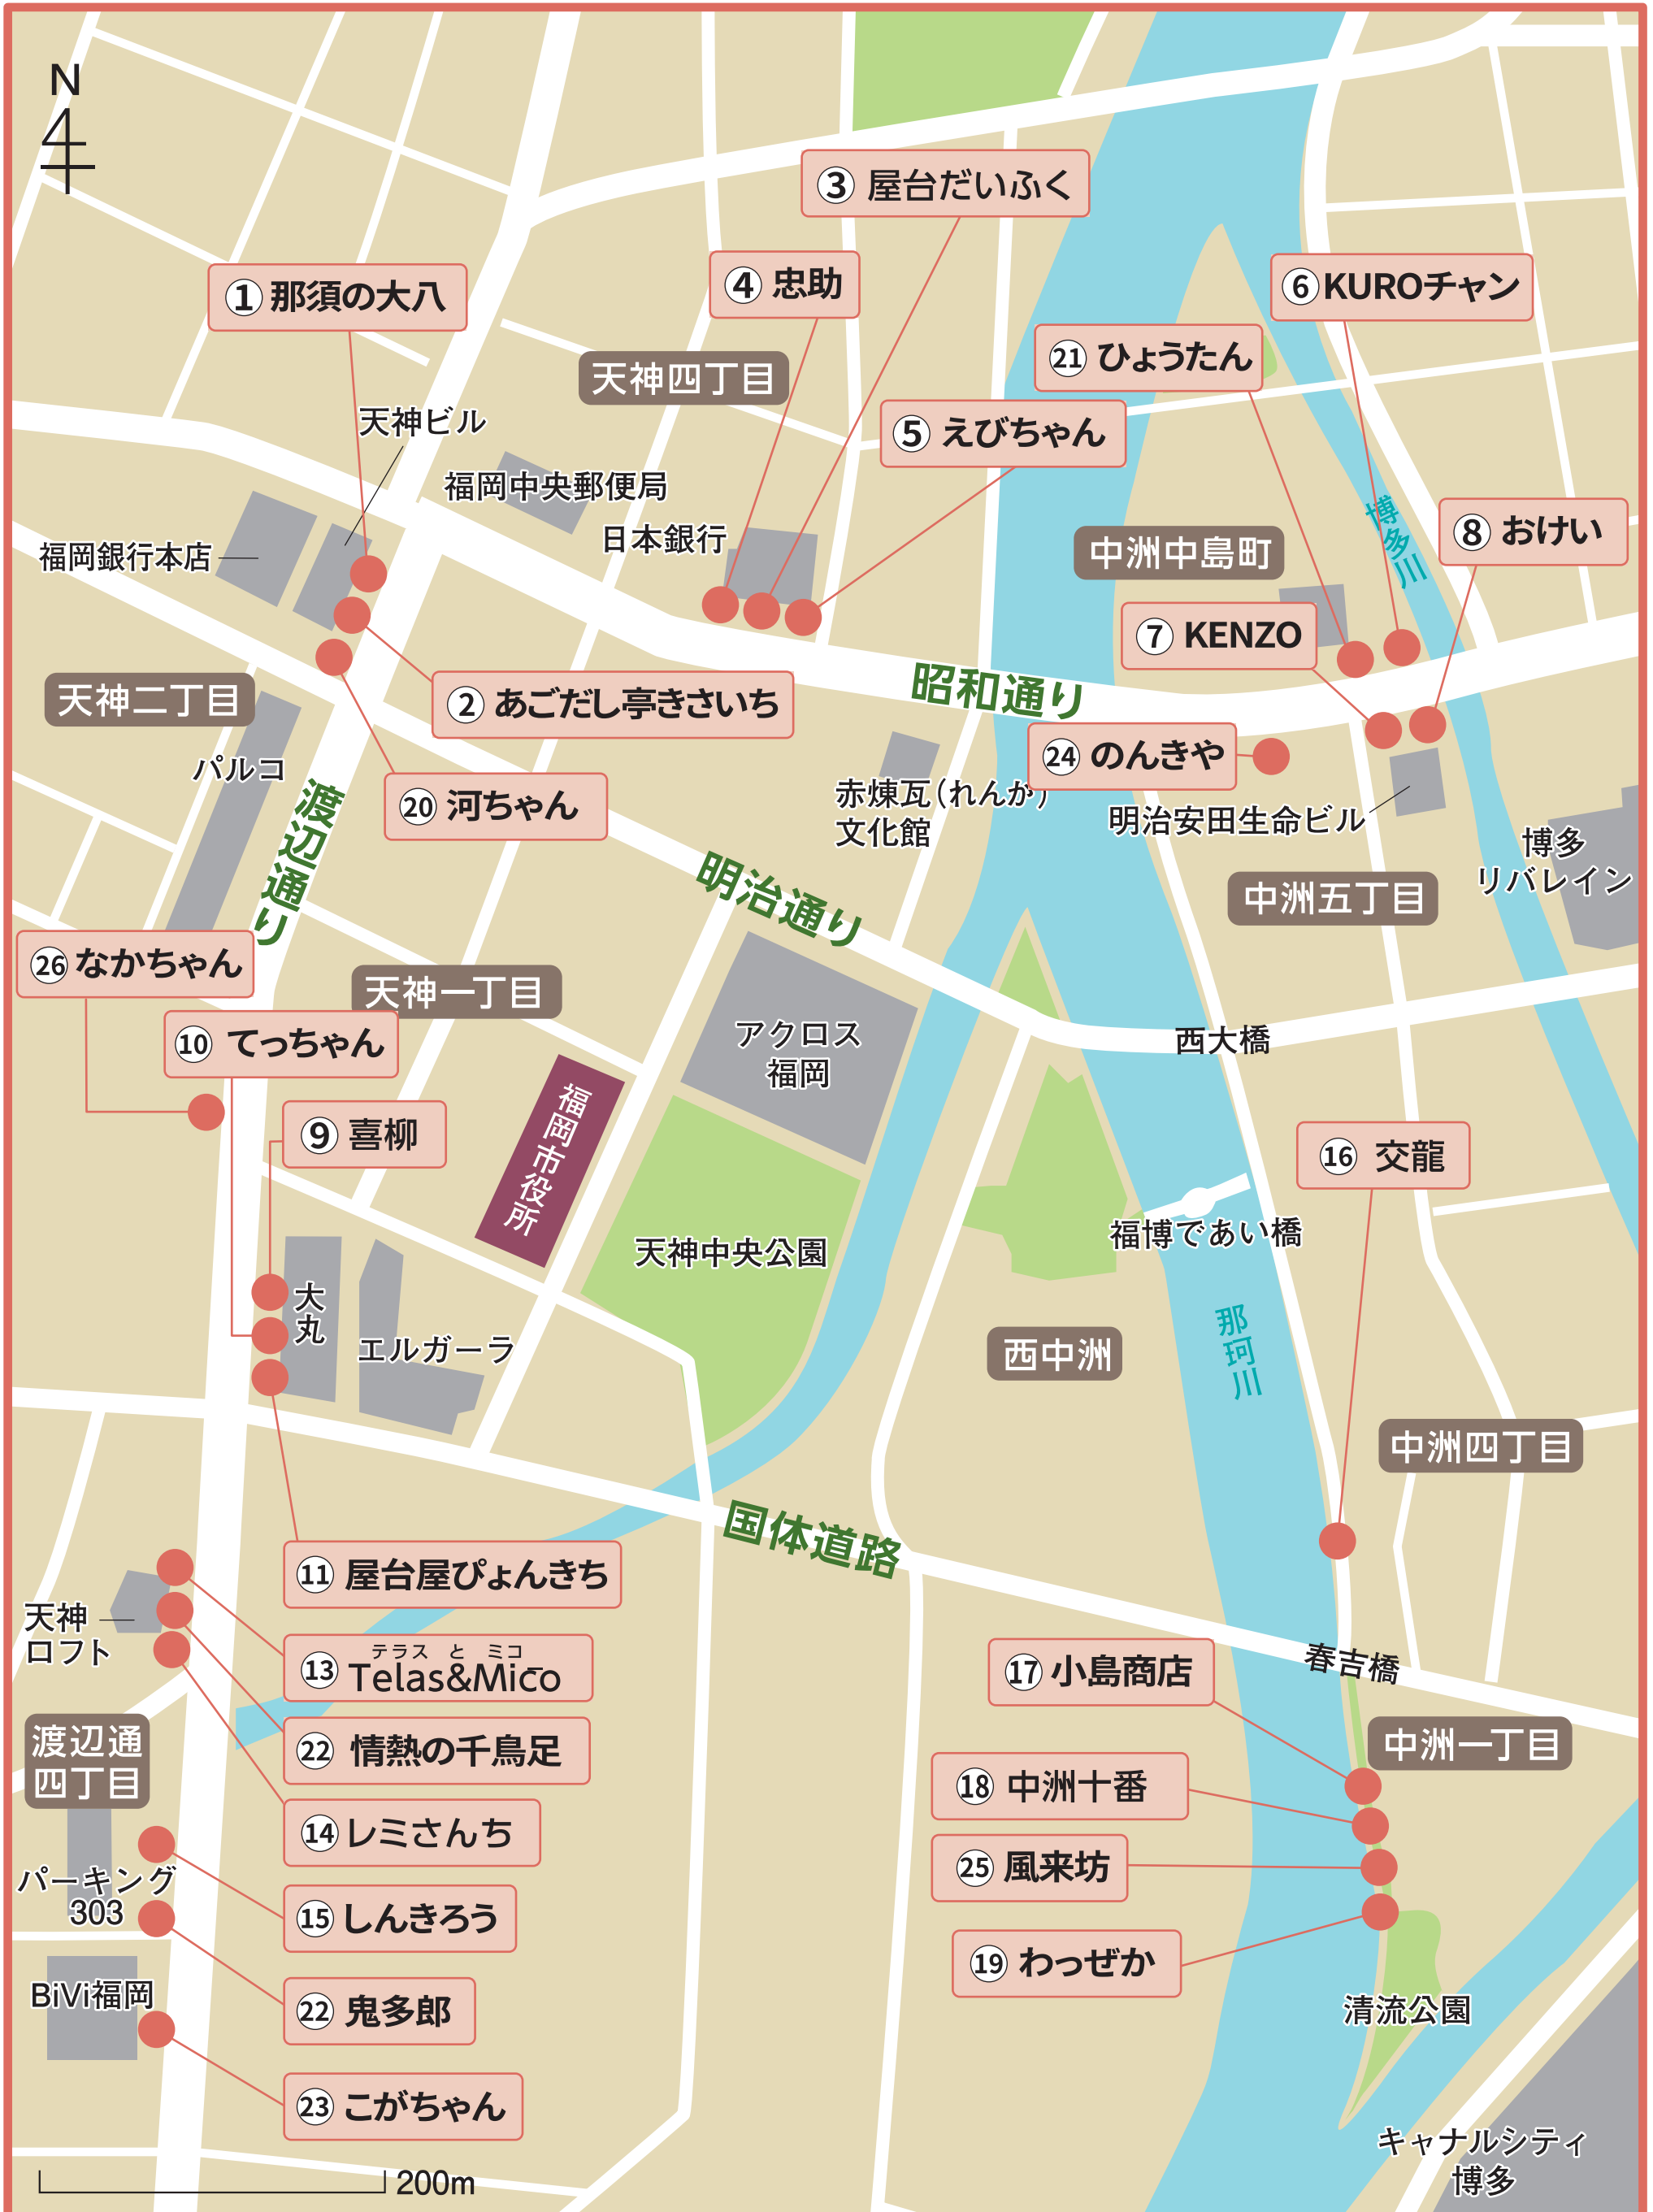 N
③ 屋台だいふく
④ 忠助
① 那須の大八
⑥ KUROチャン
㉑ ひょうたん
天神四丁目
天神ビル
⑤ えびちゃん
福岡中央郵便局
日本銀行
博多川
⑧ おけい
福岡銀行本店
中洲中島町
⑦ KENZO
天神二丁目
② あごだし亭きさいち
昭和通り
㉔ のんきや
パルコ
⑳ 河ちゃん
渡辺通り
赤煉瓦(れんが)
文化館
明治安田生命ビル
博多
リバレイン
明治通り
中洲五丁目
㉖ なかちゃん
天神一丁目
⑩ てっちゃん
アクロス
福岡
西大橋
福岡市役所
⑨ 喜柳
⑯ 交龍
天神中央公園
福博であい橋
大丸
エルガーラ
西中洲
那珂川
中洲四丁目
国体道路
⑪ 屋台屋ぴょんきち
天神
ロフト
テラス と ミコ
⑬ Telas&Mico
春吉橋
⑰ 小島商店
渡辺通
四丁目
㉒ 情熱の千鳥足
中洲一丁目
⑱ 中洲十番
⑭ レミさんち
㉕ 風来坊
パーキング
303
⑮ しんきろう
⑲ わっぜか
BiVi福岡
㉒ 鬼多郎
清流公園
㉓ こがちゃん
キャナルシティ
博多
200m